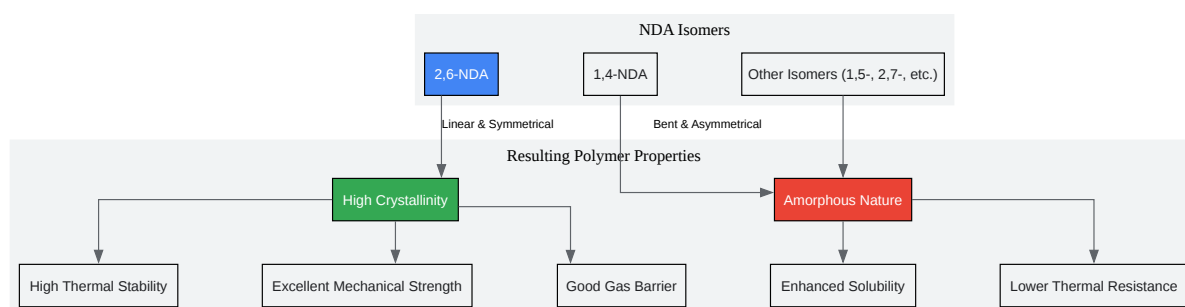 NDA Isomers
2,6-NDA
1,4-NDA
Other Isomers (1,5-, 2,7-, etc.)
Linear & Symmetrical
Bent & Asymmetrical
Resulting Polymer Properties
High Crystallinity
Amorphous Nature
High Thermal Stability
Excellent Mechanical Strength
Good Gas Barrier
Enhanced Solubility
Lower Thermal Resistance